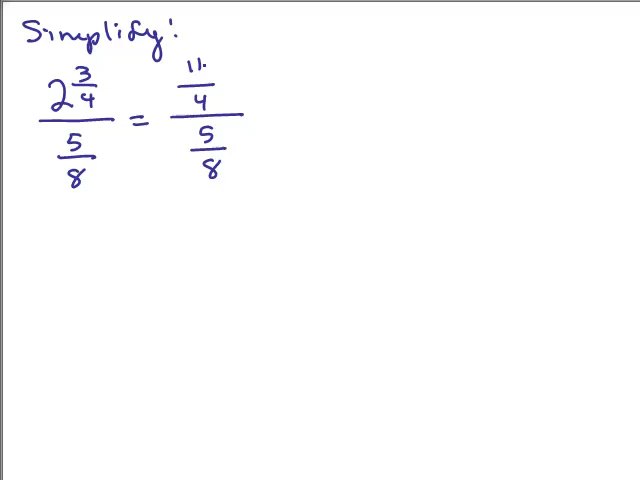 Simplify:
2 3/4 / 5/8 = 11/4 / 5/8